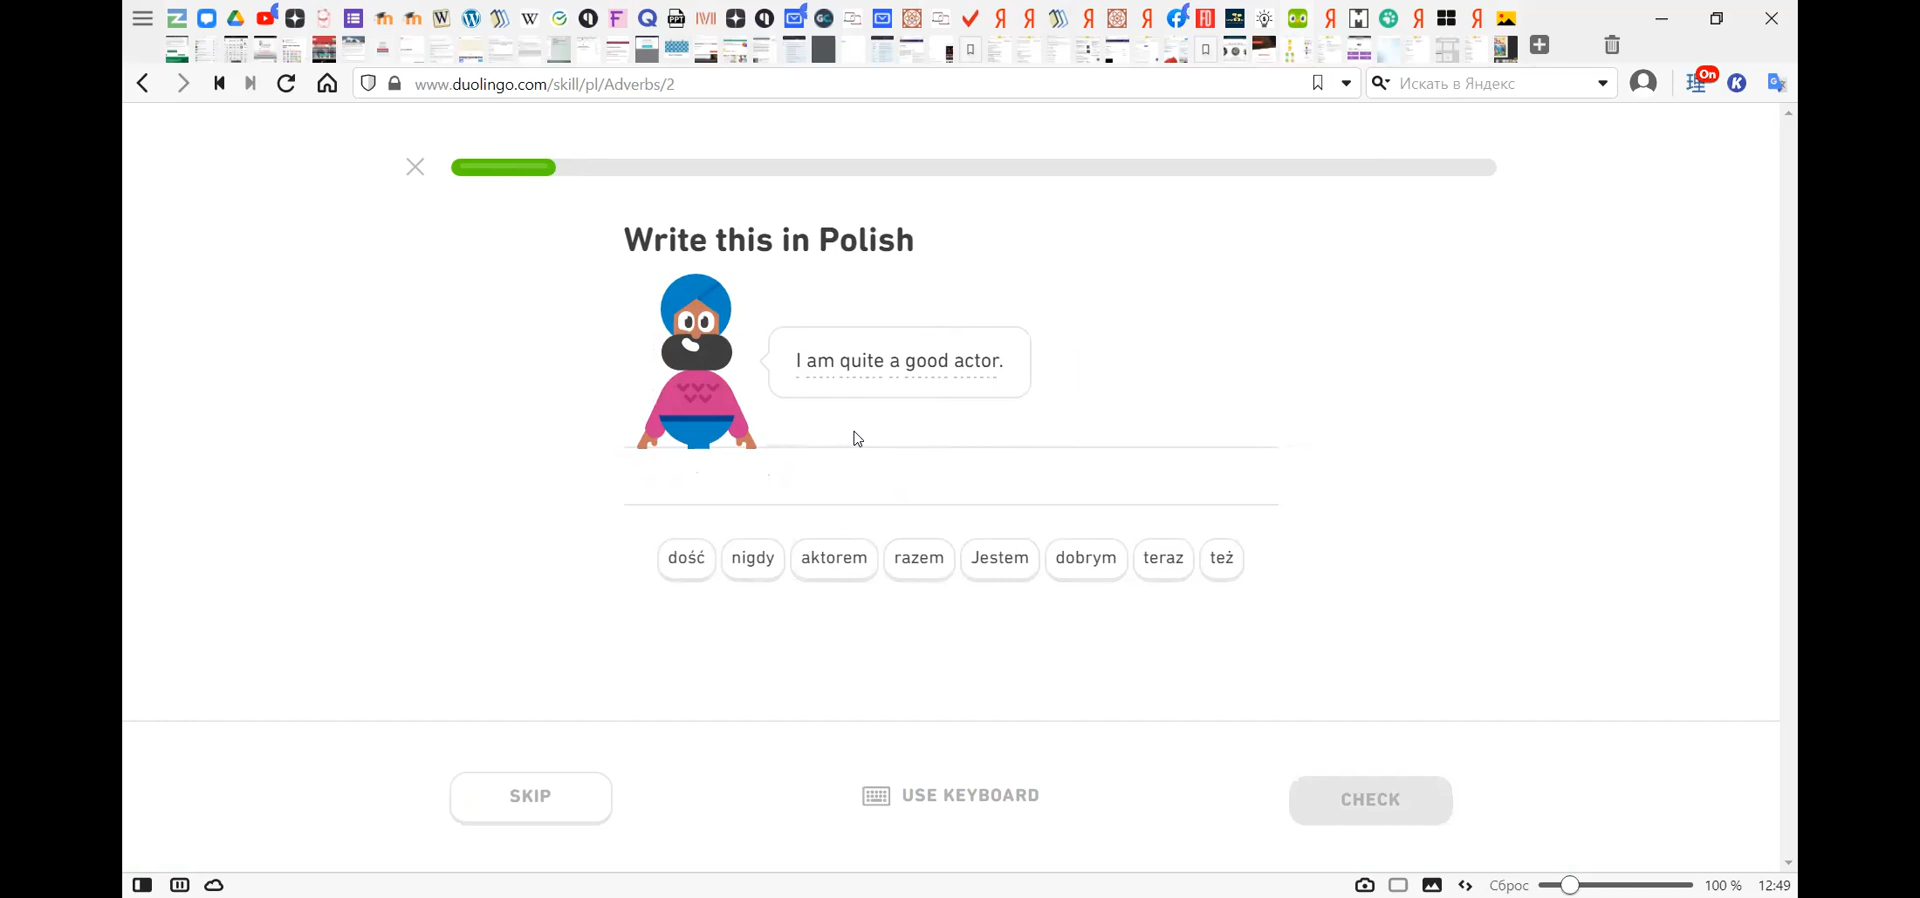 On
www.duolingo.com/skill/pl/Adverbs/2
Искать в Яндекс
Write this in Polish
I am quite a good actor.
dość nigdy aktorem razem Jestem dobrym teraz też
SKIP
USE KEYBOARD
CHECK
Сброс
100 %
12:49